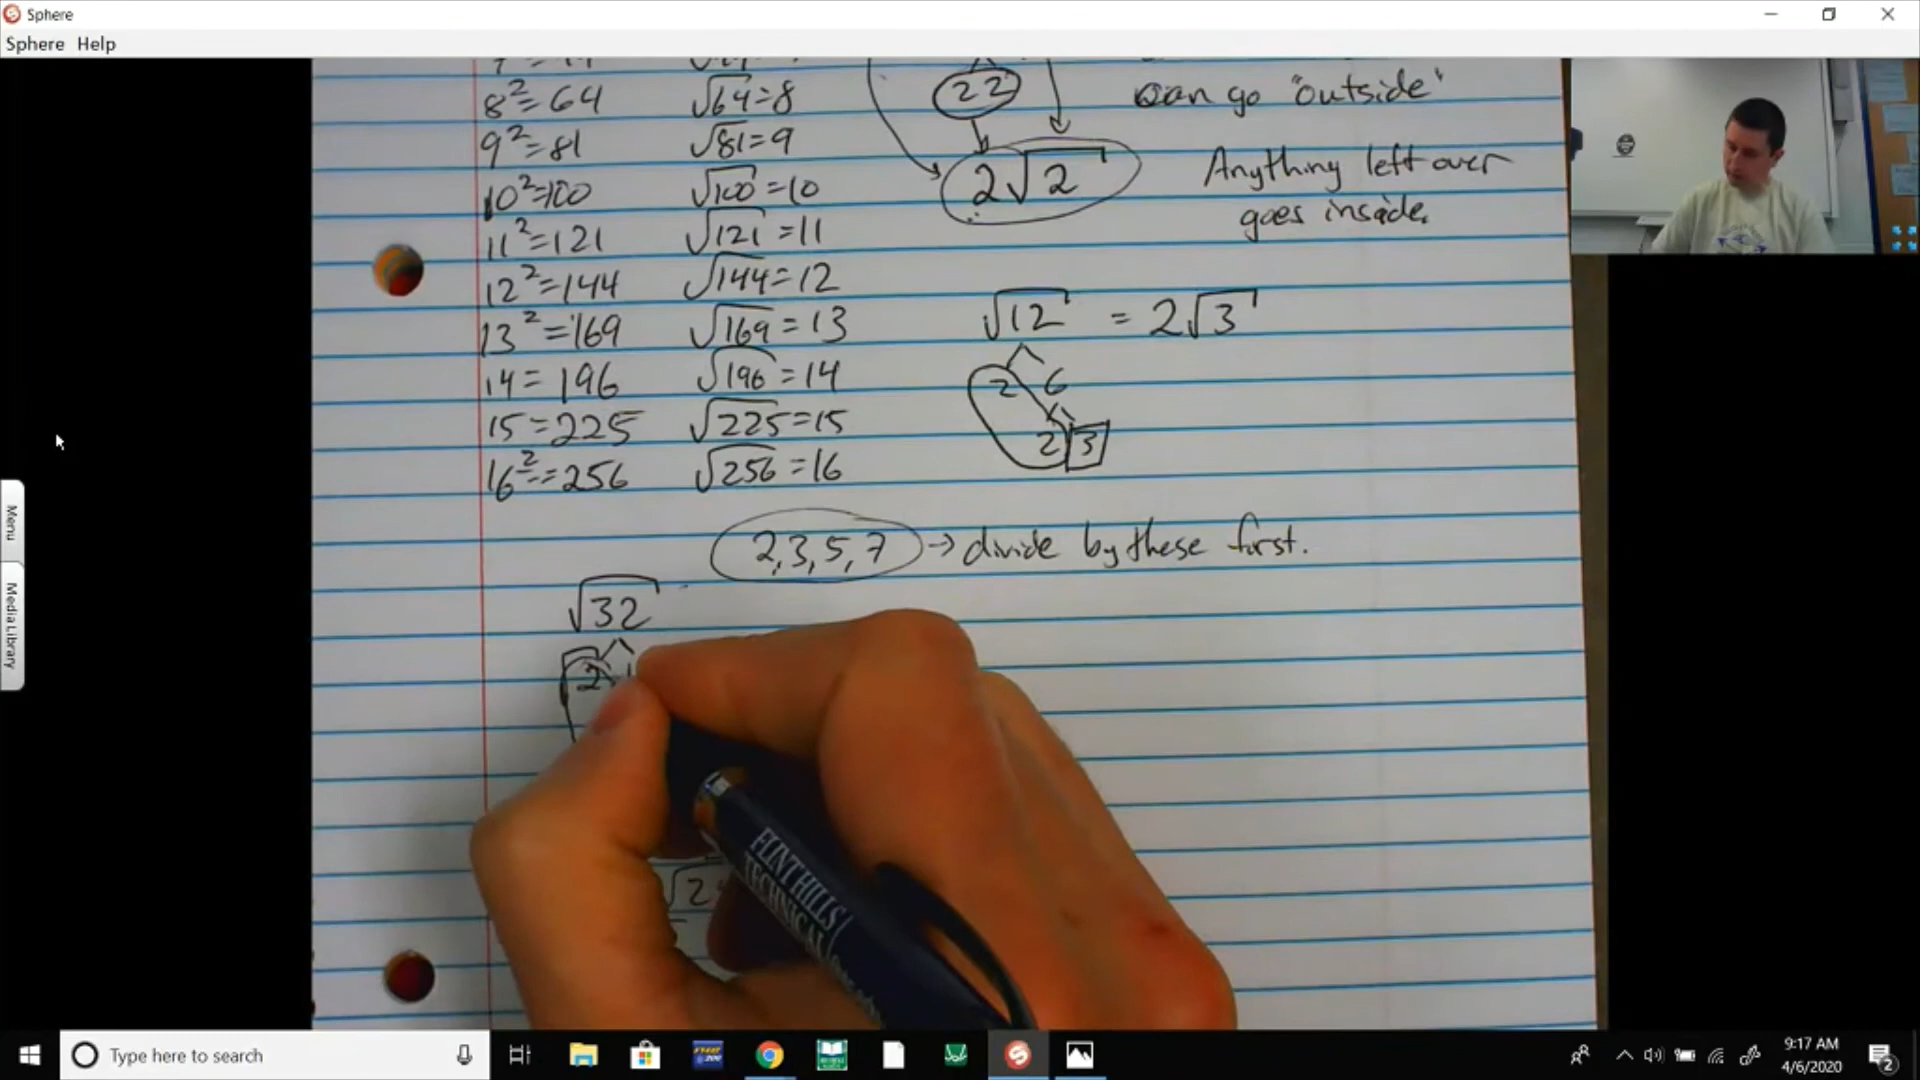 Sphere
Sphere Help
8²=64 √64=8
9²=81 √81=9
10²=100 √100=10
11²=121 √121=11
12²=144 √144=12
13²=169 √169=13
14=196 √196=14
15=225 √225=15
16²=256 √256=16
22
2√2
can go "outside"
Anything left over
goes inside.
√12 = 2√3
2 6
2 3
2,3,5,7 → divide by these first.
√32
2
√2
FLINT HILLS
TECHNICAL
Menu
Media Library
Type here to search
9:17 AM
4/6/2020
2